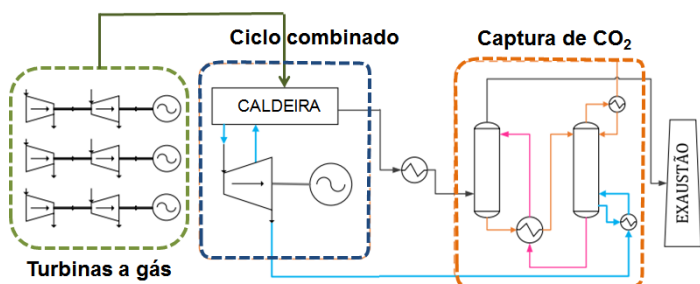 Ciclo combinado
Captura de CO₂
CALDEIRA
EXAUSTÃO
Turbinas a gás